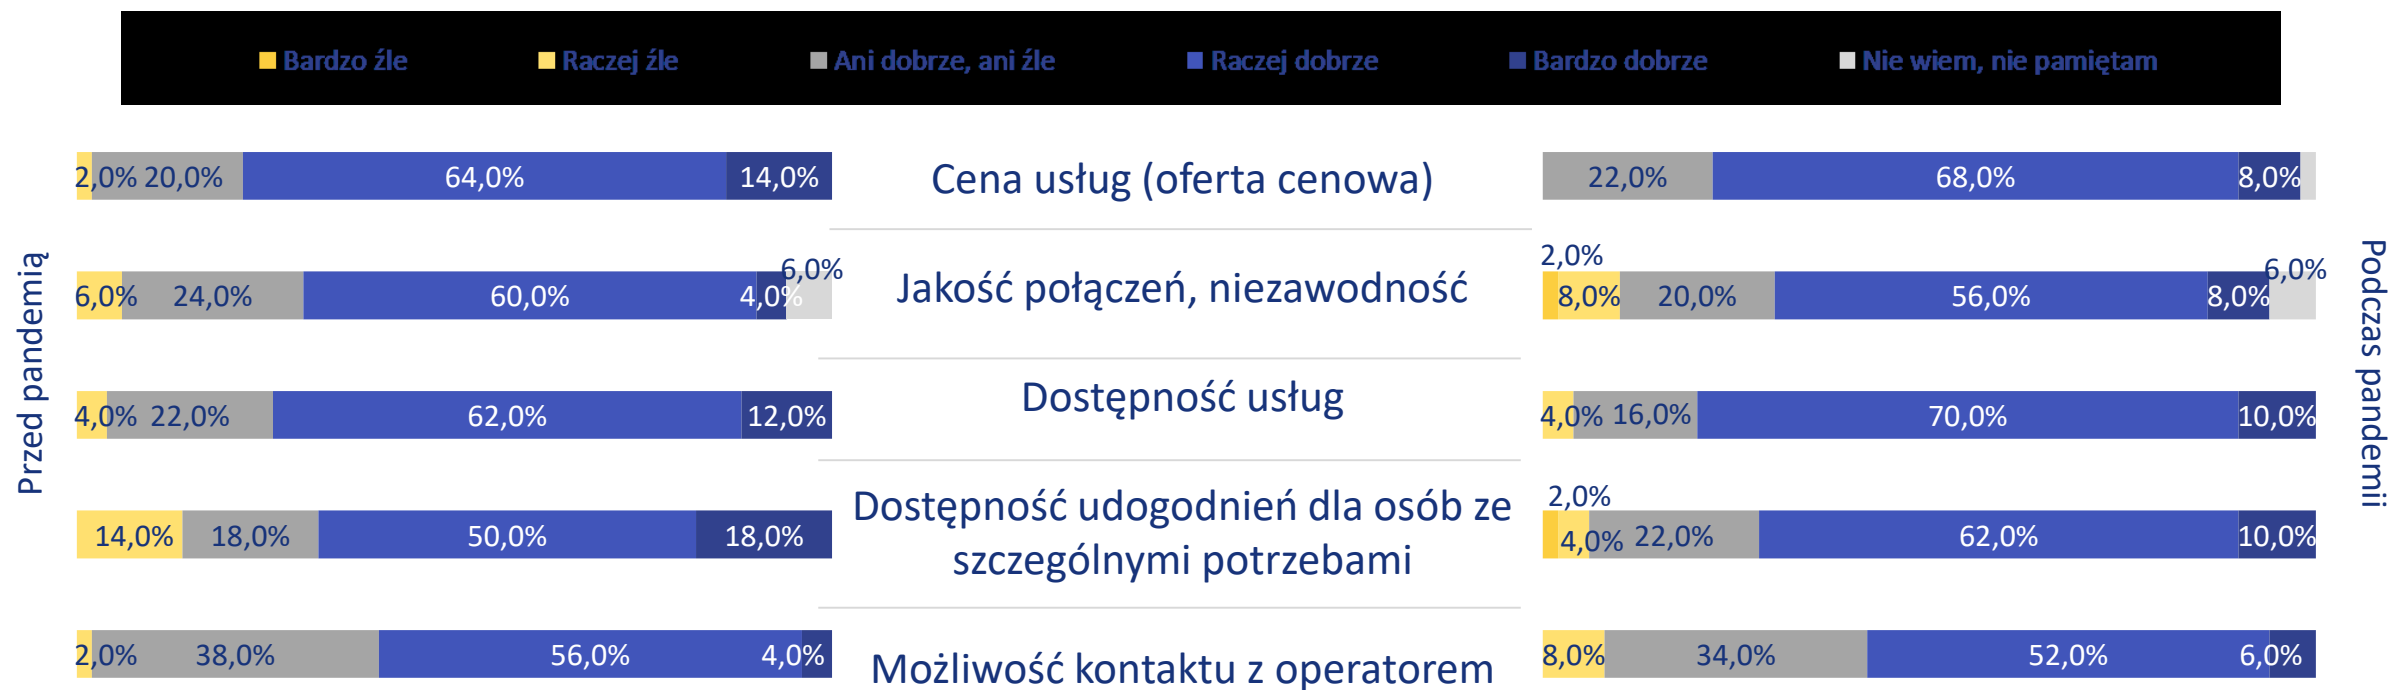 Bardzo źle Raczej źle Ani dobrze, ani źle Raczej dobrze Bardzo dobrze Nie wiem, nie pamiętam
Przed pandemią
2,0% 20,0% 64,0% 14,0%
Cena usług (oferta cenowa)
22,0% 68,0% 8,0%
6,0% 24,0% 60,0% 4,0% 6,0%
Jakość połączeń, niezawodność
2,0% 8,0% 20,0% 56,0% 8,0% 6,0%
4,0% 22,0% 62,0% 12,0%
Dostępność usług
4,0% 16,0% 70,0% 10,0%
14,0% 18,0% 50,0% 18,0%
Dostępność udogodnień dla osób ze
szczególnymi potrzebami
2,0% 4,0% 22,0% 62,0% 10,0%
2,0% 38,0% 56,0% 4,0%
Możliwość kontaktu z operatorem
8,0% 34,0% 52,0% 6,0%
Podczas pandemii